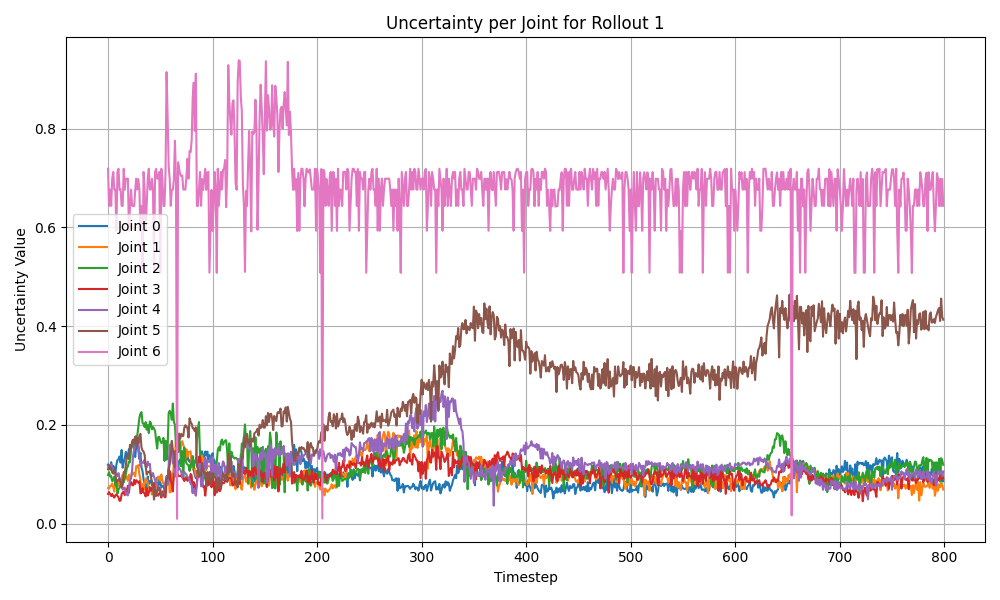 Uncertainty per Joint for Rollout 1
Uncertainty Value
0.8
0.6
0.4
0.2
0.0
Joint 0
Joint 1
Joint 2
Joint 3
Joint 4
Joint 5
Joint 6
0 100 200 300 400 500 600 700 800
Timestep